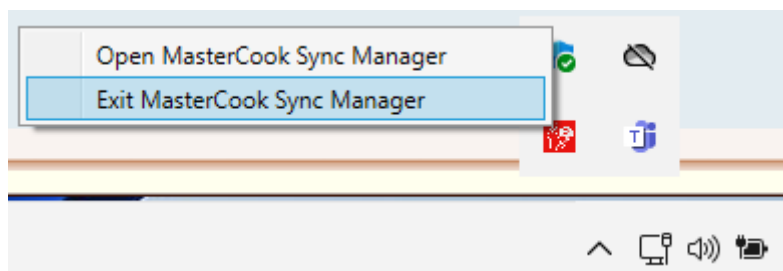 Open MasterCook Sync Manager
Exit MasterCook Sync Manager
T